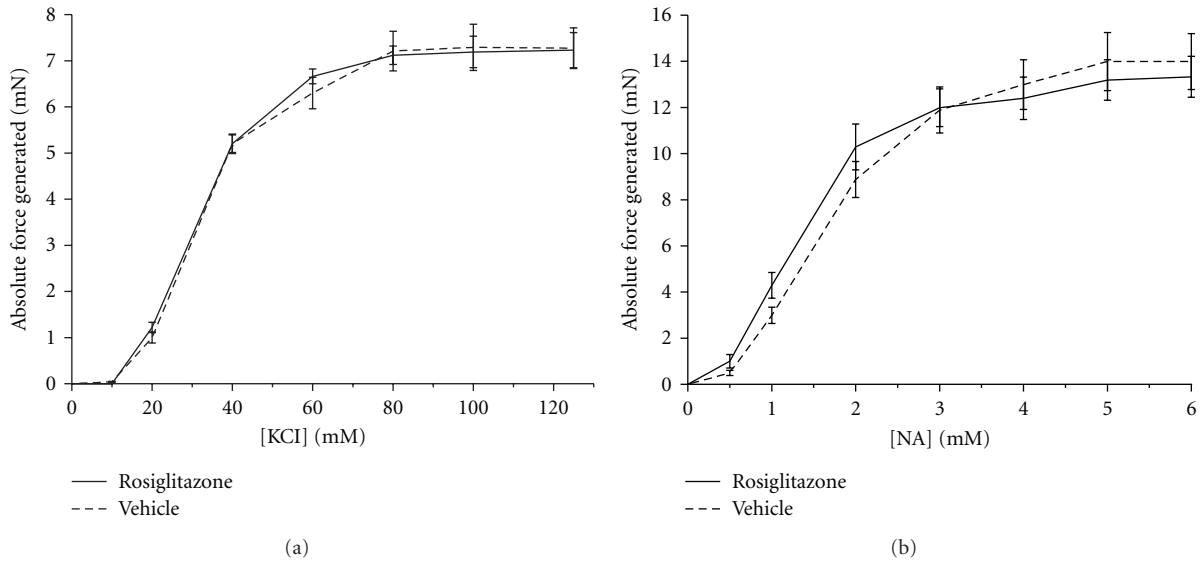 Absolute force generated (mN)
8
7
6
5
4
3
2
1
0
0 20 40 60 80 100 120
[KCI] (mM)
Rosiglitazone
Vehicle
(a)
Absolute force generated (mN)
16
14
12
10
8
6
4
2
0
0 1 2 3 4 5 6
[NA] (mM)
Rosiglitazone
Vehicle
(b)